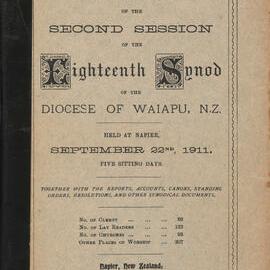 OF THE
SECOND SESSION
OF THE
Eighteenth Synod
OF THE
DIOCESE OF WAIAPU, N.Z.
HELD AT NAPIER,
SEPTEMBER 22ND, 1911.
FIVE SITTING DAYS.
TOGETHER WITH THE REPORTS, ACCOUNTS, CANONS, STANDING
ORDERS, RESOLUTIONS, AND OTHER SYNODICAL DOCUMENTS.
No. of Clergy ... ... ...
No. of Lay Readers ... ...
No. of Churches ... ...
Other Places of Worship ...
Napier, New Zealand,